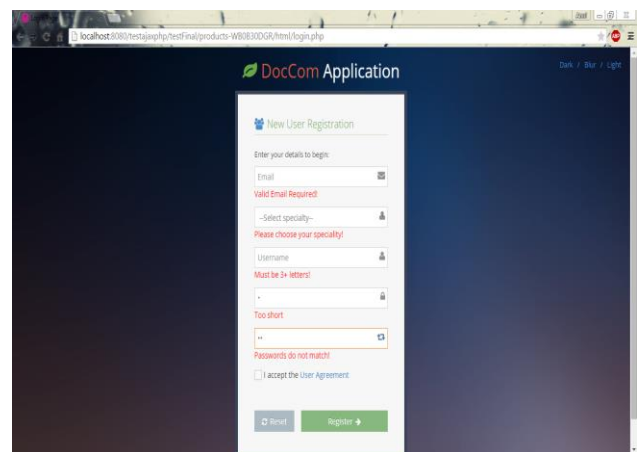 localhost:8080/testajaxphp/testFinal/products-WB0B30DGR/html/login.php
DocCom Application
Dark / Blur / Light
New User Registration
Enter your details to begin:
Email
Valid Email Required!
--Select specialty--
Please choose your speciality!
Username
Must be 3+ letters!
Too short
Passwords do not match!
I accept the User Agreement
Reset
Register